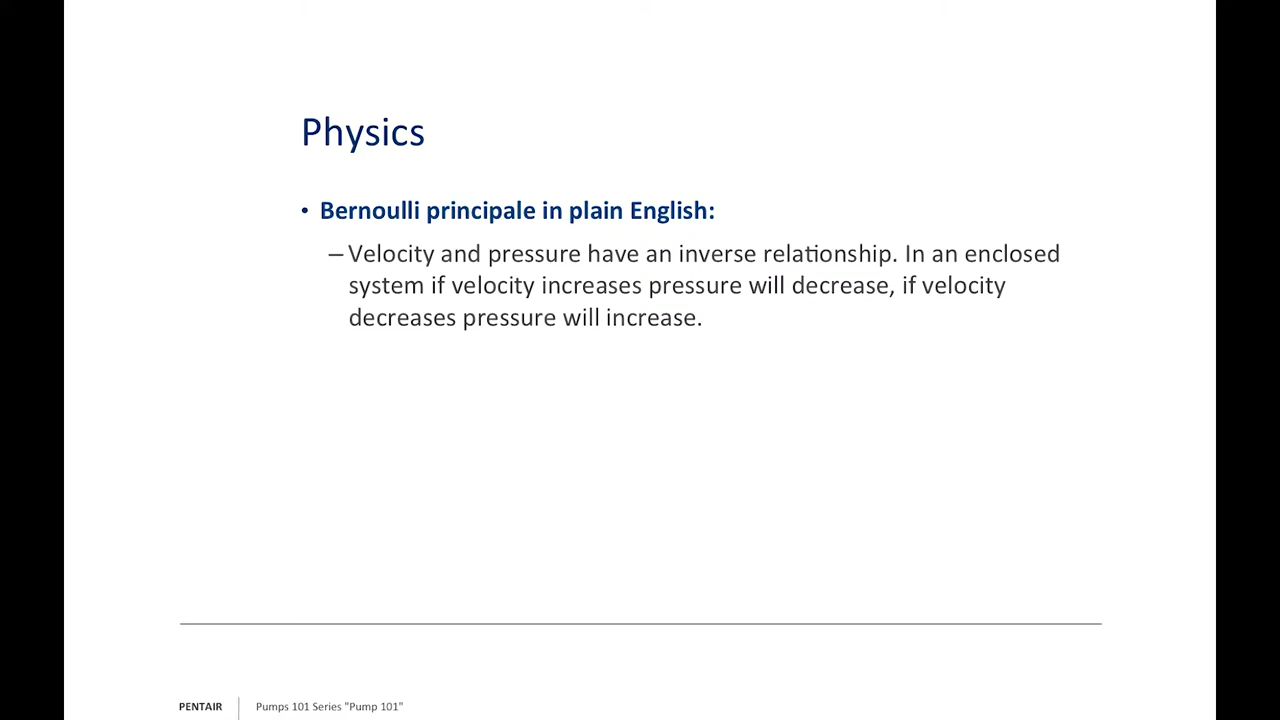 Physics
• Bernoulli principale in plain English:
– Velocity and pressure have an inverse relationship. In an enclosed
system if velocity increases pressure will decrease, if velocity
decreases pressure will increase.
PENTAIR Pumps 101 Series "Pump 101"